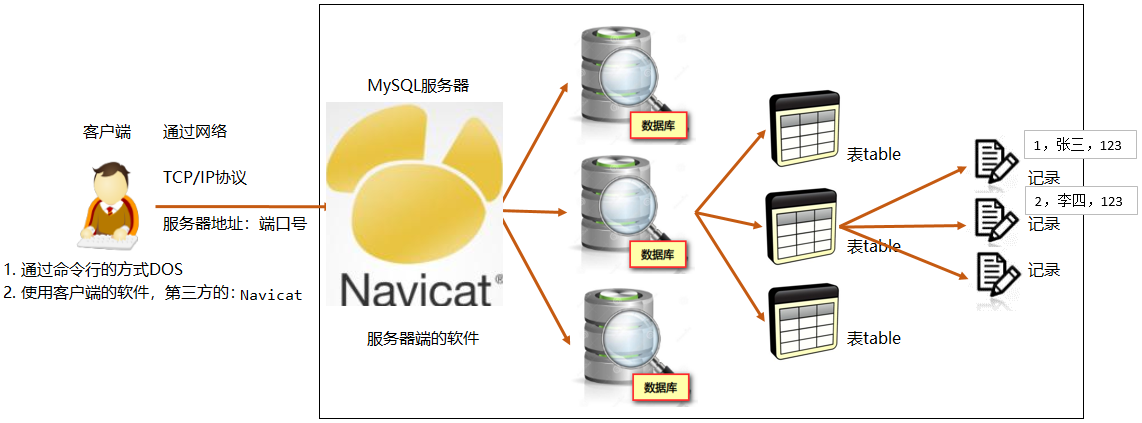 MySQL服务器
客户端
通过网络
TCP/IP协议
服务器地址：端口号
1. 通过命令行的方式DOS
2. 使用客户端的软件，第三方的：Navicat
Navicat®
服务器端的软件
数据库
数据库
数据库
表table
表table
表table
1，张三，123
记录
2，李四，123
记录
记录